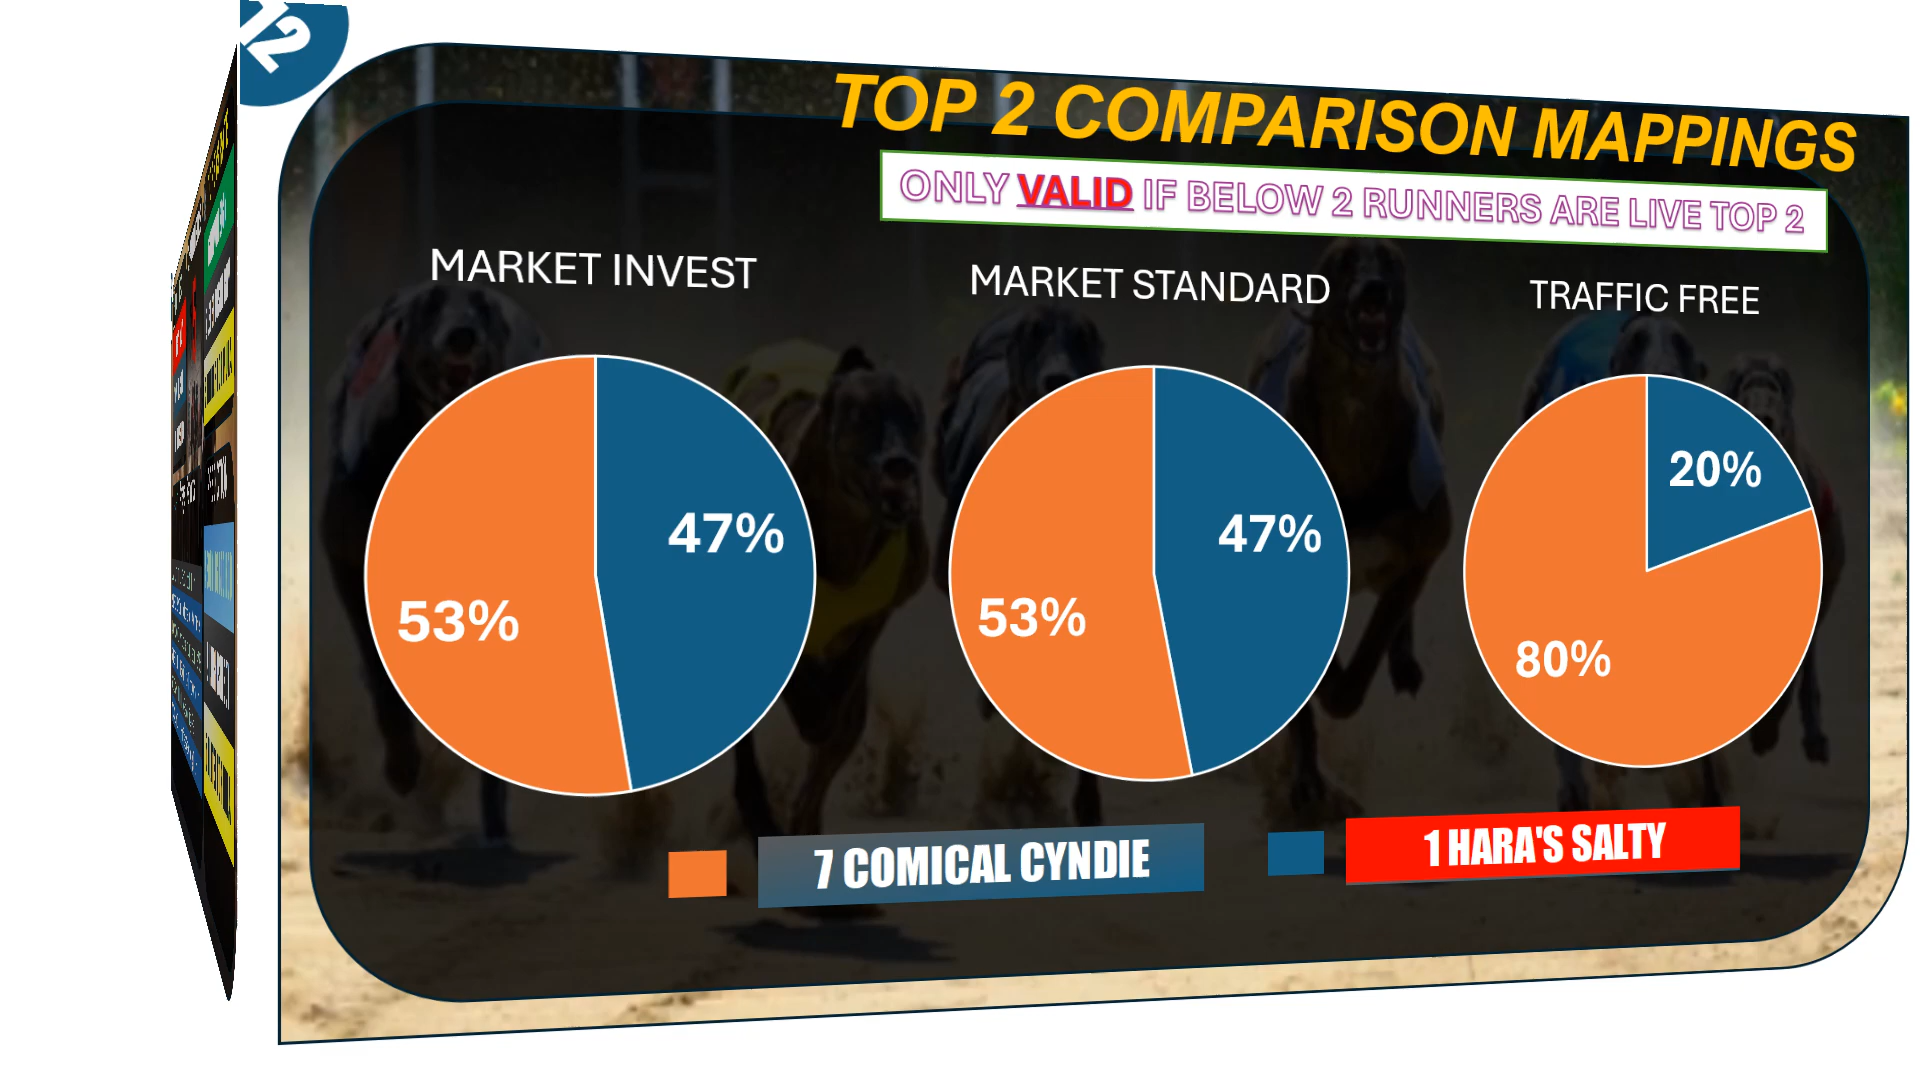 12
TOP 2 COMPARISON MAPPINGS
ONLY VALID IF BELOW 2 RUNNERS ARE LIVE TOP 2
MARKET INVEST
MARKET STANDARD
TRAFFIC FREE
47%
53%
47%
53%
20%
80%
7 COMICAL CYNDIE
1 HARA'S SALTY